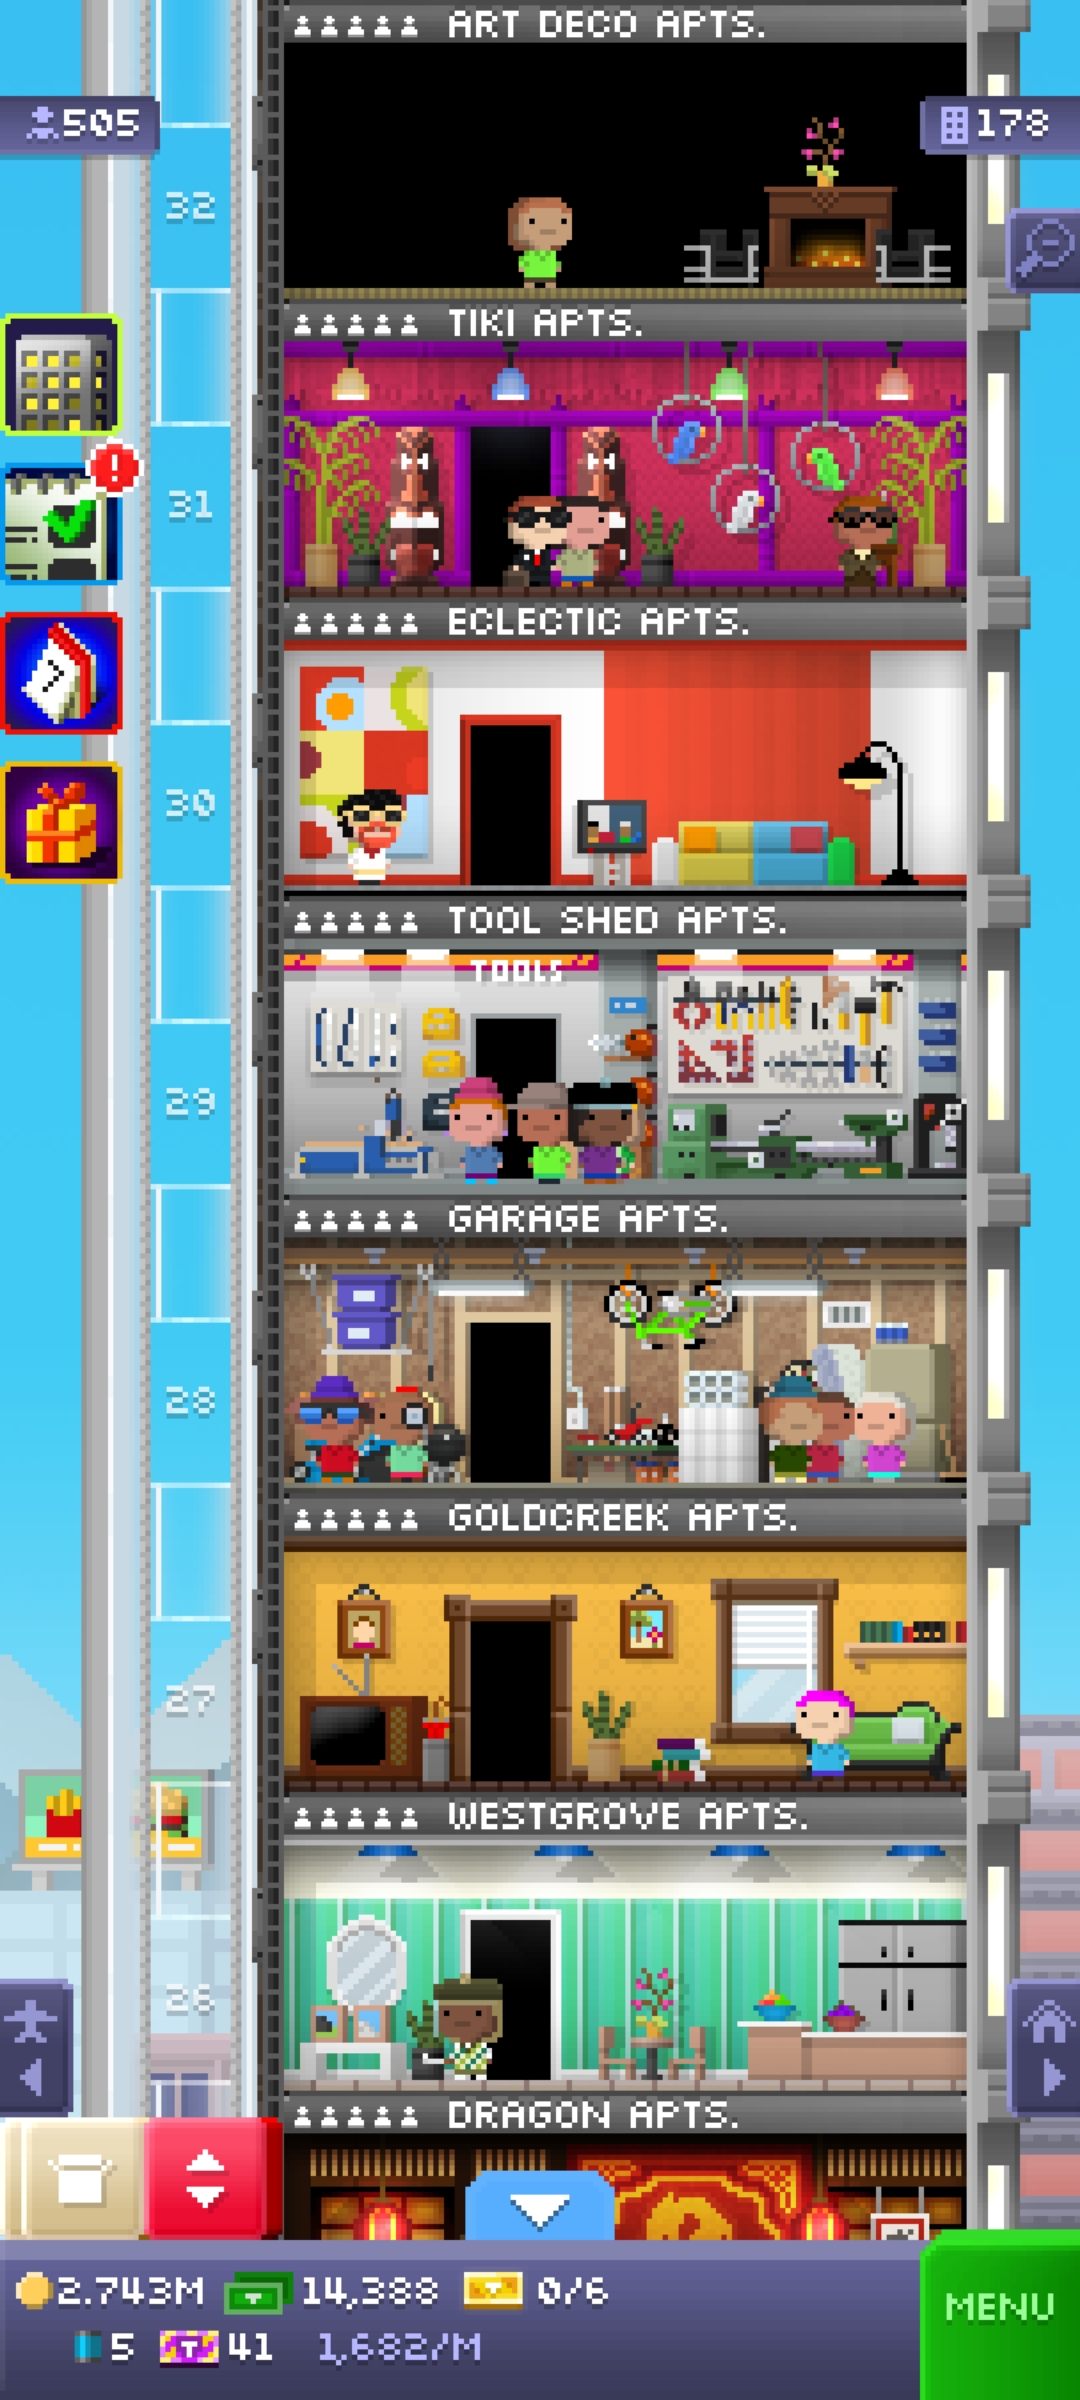 ART DECO APTS.
505
178
32
TIKI APTS.
31
ECLECTIC APTS.
7
30
TOOL SHED APTS.
TOOLS
29
GARAGE APTS.
28
GOLDCREEK APTS.
27
WESTGROVE APTS.
26
DRAGON APTS.
2.743M 14,388 0/6
5 T 41 1,682/M
MENU